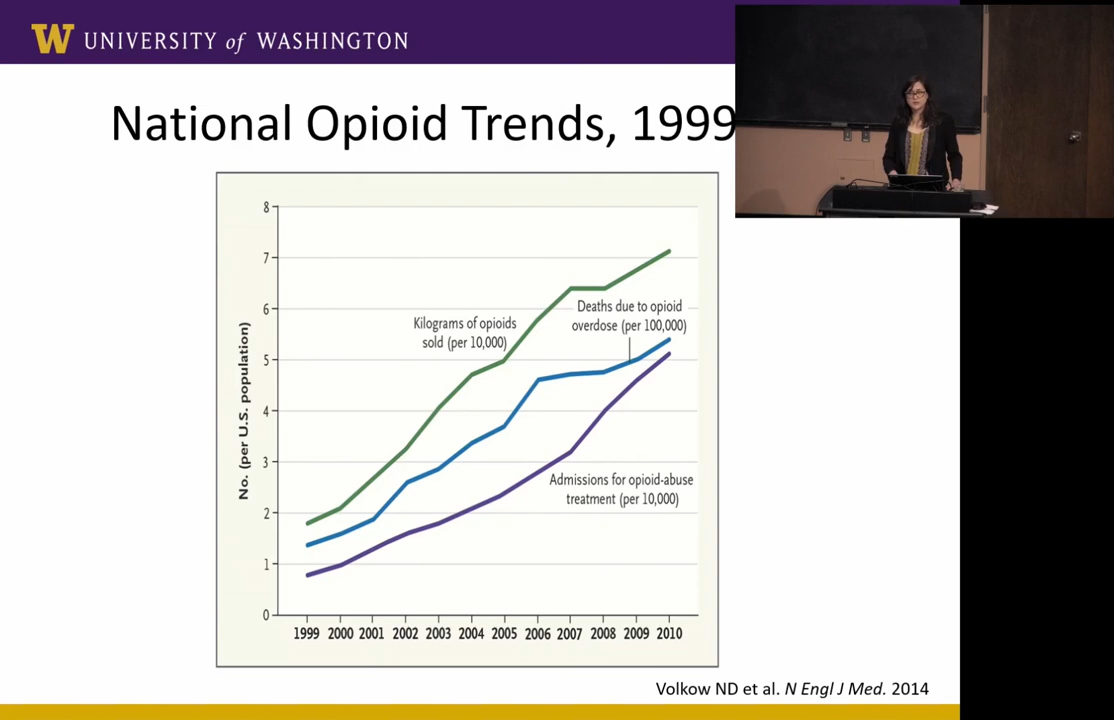 W UNIVERSITY of WASHINGTON
National Opioid Trends, 1999
8
7
6
5
4
3
2
1
0
No. (per U.S. population)
Kilograms of opioids
sold (per 10,000)
Deaths due to opioid
overdose (per 100,000)
Admissions for opioid-abuse
treatment (per 10,000)
1999 2000 2001 2002 2003 2004 2005 2006 2007 2008 2009 2010
Volkow ND et al. N Engl J Med. 2014